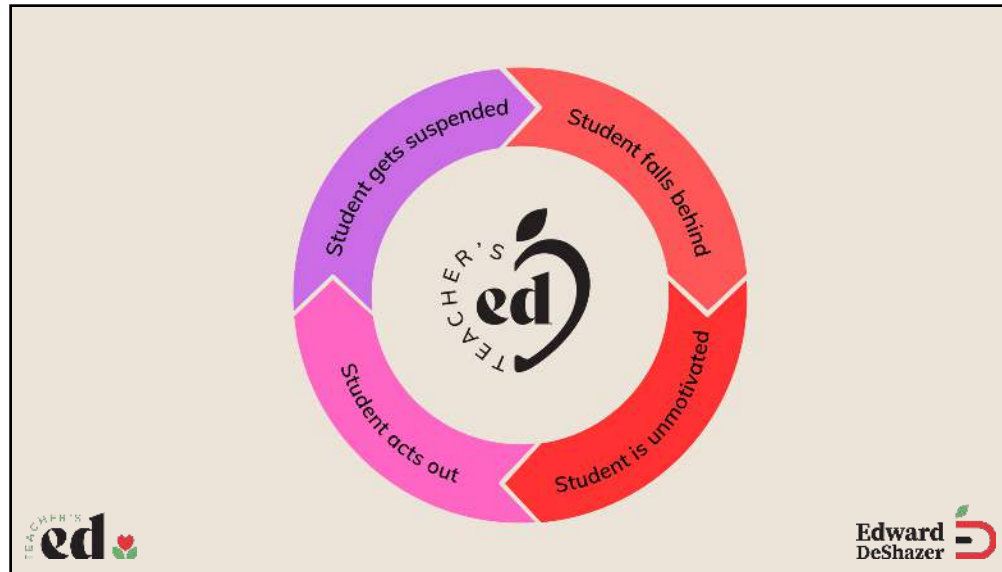 Student gets suspended
Student falls behind
Student is unmotivated
Student acts out
TEACHER'S
ed
TEACHER'S
ed
Edward
DeShazer